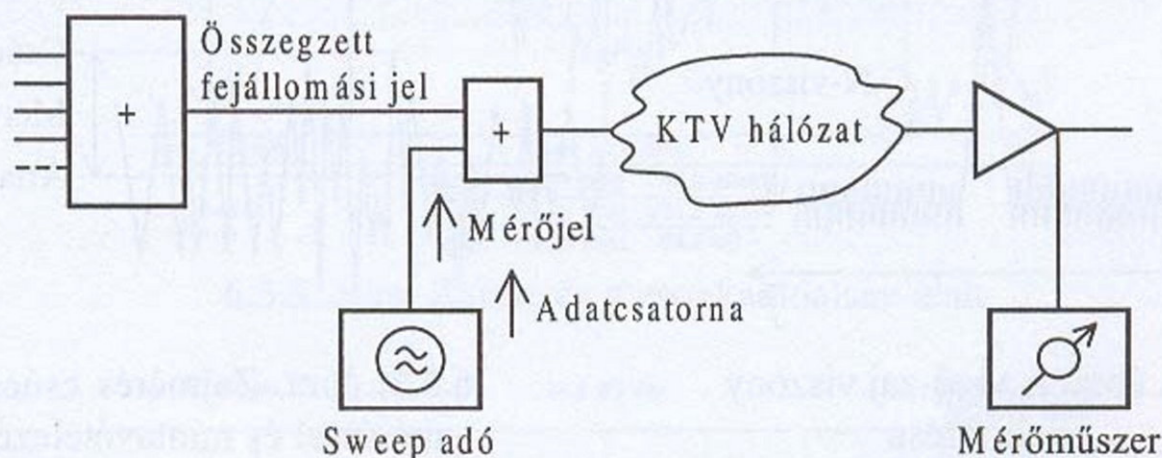 Összegzett
fejállomási jel
+
+
KTV hálózat
Mérőjel
Adatcsatorna
Sweep adó
Mérőműszer